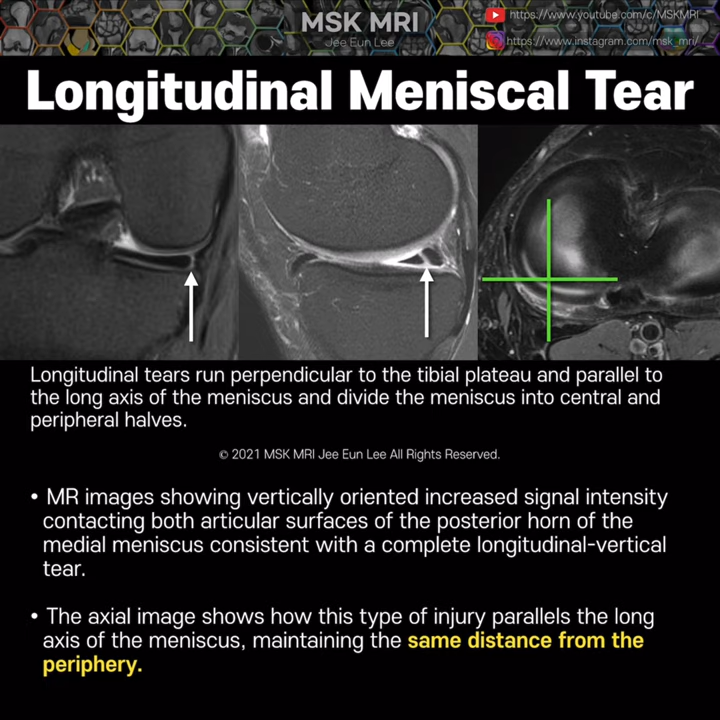 MSK MRI
Jee Eun Lee
https://www.youtube.com/c/MSKMRI
https://www.instagram.com/msk_mri/
Longitudinal Meniscal Tear
Longitudinal tears run perpendicular to the tibial plateau and parallel to
the long axis of the meniscus and divide the meniscus into central and
peripheral halves.
© 2021 MSK MRI Jee Eun Lee All Rights Reserved.
• MR images showing vertically oriented increased signal intensity
contacting both articular surfaces of the posterior horn of the
medial meniscus consistent with a complete longitudinal-vertical
tear.
• The axial image shows how this type of injury parallels the long
axis of the meniscus, maintaining the same distance from the
periphery.